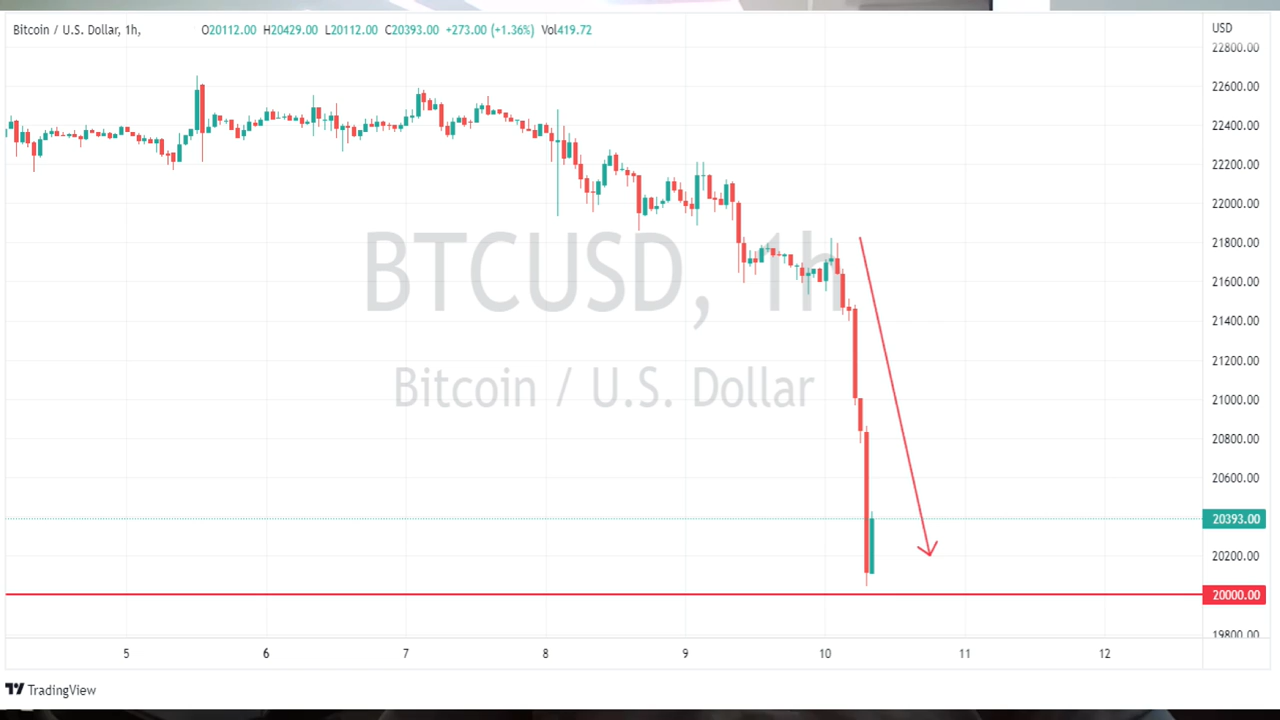 Bitcoin / U.S. Dollar, 1h, O20112.00 H20429.00 L20112.00 C20393.00 +273.00 (+1.36%) Vol419.72
USD
22800.00
22600.00
22400.00
22200.00
22000.00
21800.00
21600.00
21400.00
21200.00
21000.00
20800.00
20600.00
20393.00
20200.00
20000.00
19800.00
BTCUSD, 1h
Bitcoin / U.S. Dollar
5 6 7 8 9 10 11 12
TradingView